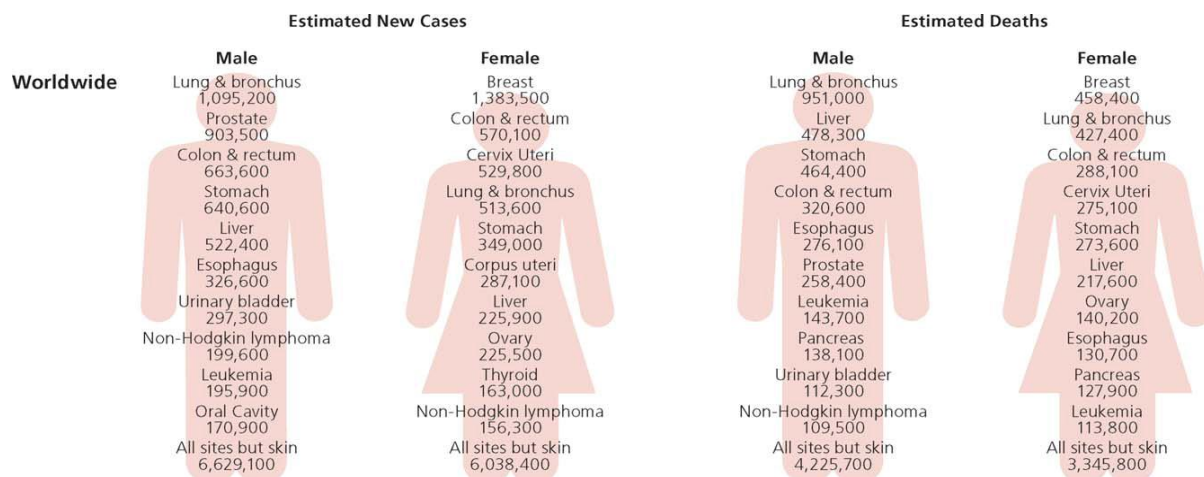 Estimated New Cases
Estimated Deaths
Male
Female
Male
Female
Worldwide
Lung & bronchus
1,095,200
Prostate
903,500
Colon & rectum
663,600
Stomach
640,600
Liver
522,400
Esophagus
326,600
Urinary bladder
297,300
Non-Hodgkin lymphoma
199,600
Leukemia
195,900
Oral Cavity
170,900
All sites but skin
6,629,100
Breast
1,383,500
Colon & rectum
570,100
Cervix Uteri
529,800
Lung & bronchus
513,600
Stomach
349,000
Corpus uteri
287,100
Liver
225,900
Ovary
225,500
Thyroid
163,000
Non-Hodgkin lymphoma
156,300
All sites but skin
6,038,400
Lung & bronchus
951,000
Liver
478,300
Stomach
464,400
Colon & rectum
320,600
Esophagus
276,100
Prostate
258,400
Leukemia
143,700
Pancreas
138,100
Urinary bladder
112,300
Non-Hodgkin lymphoma
109,500
All sites but skin
4,225,700
Breast
458,400
Lung & bronchus
427,400
Colon & rectum
288,100
Cervix Uteri
275,100
Stomach
273,600
Liver
217,600
Ovary
140,200
Esophagus
130,700
Pancreas
127,900
Leukemia
113,800
All sites but skin
3,345,800